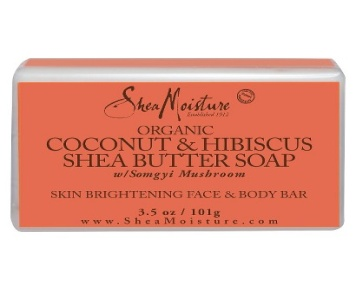 SheaMoisture
Established 1912
ORGANIC
COCONUT & HIBISCUS
SHEA BUTTER SOAP
w/Somgyi Mushroom
SKIN BRIGHTENING FACE & BODY BAR
3.5 oz / 101g
www.SheaMoisture.com